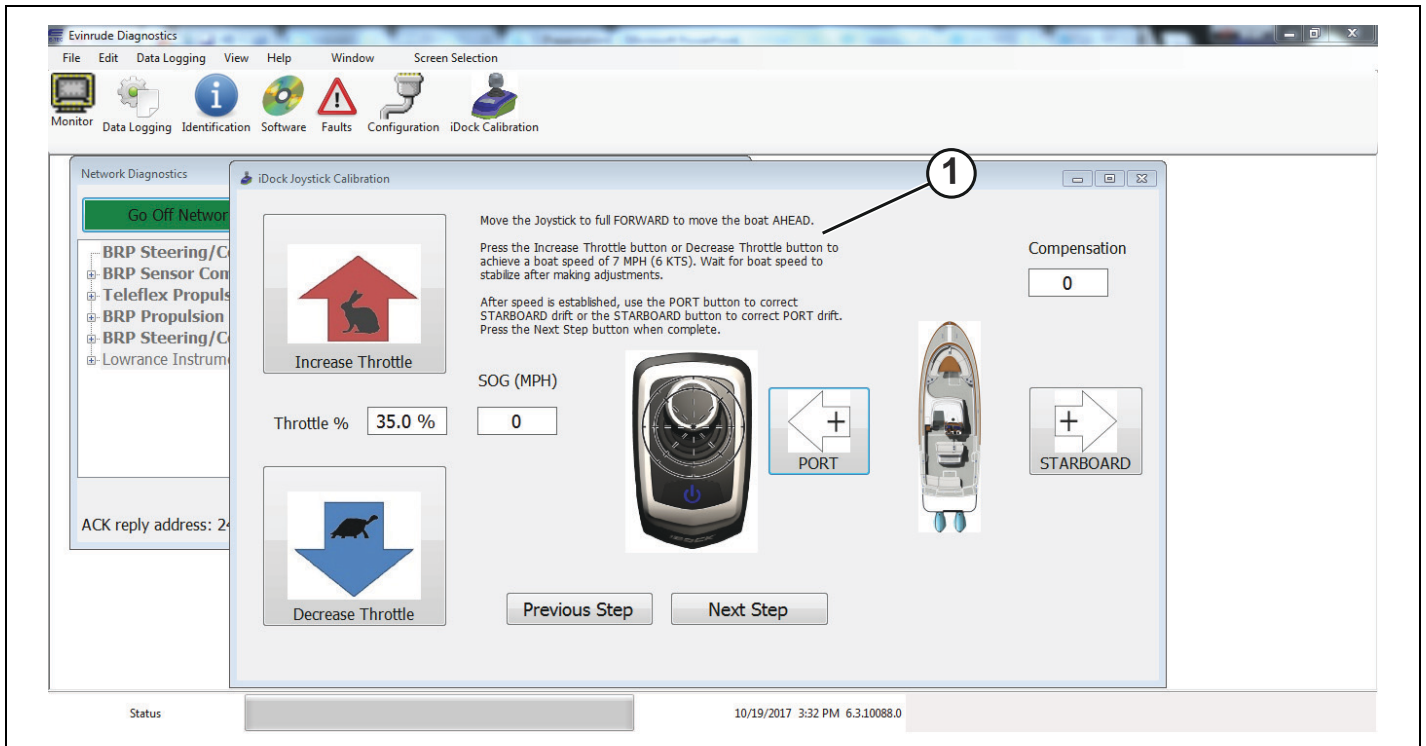 Evinrude Diagnostics
File Edit Data Logging View Help Window Screen Selection
Monitor Data Logging Identification Software Faults Configuration iDock Calibration
1
Network Diagnostics
iDock Joystick Calibration
Go Off Networ
BRP Steering/Co
BRP Sensor Con
Teleflex Propuls
BRP Propulsion
BRP Steering/Co
Lowrance Instrume
ACK reply address: 24
Increase Throttle
Throttle % 35.0 %
Decrease Throttle
Move the Joystick to full FORWARD to move the boat AHEAD.
Press the Increase Throttle button or Decrease Throttle button to
achieve a boat speed of 7 MPH (6 KTS). Wait for boat speed to
stabilize after making adjustments.
After speed is established, use the PORT button to correct
STARBOARD drift or the STARBOARD button to correct PORT drift.
Press the Next Step button when complete.
SOG (MPH)
0
PORT
Compensation
0
STARBOARD
Previous Step Next Step
Status 10/19/2017 3:32 PM 6.3.10088.0